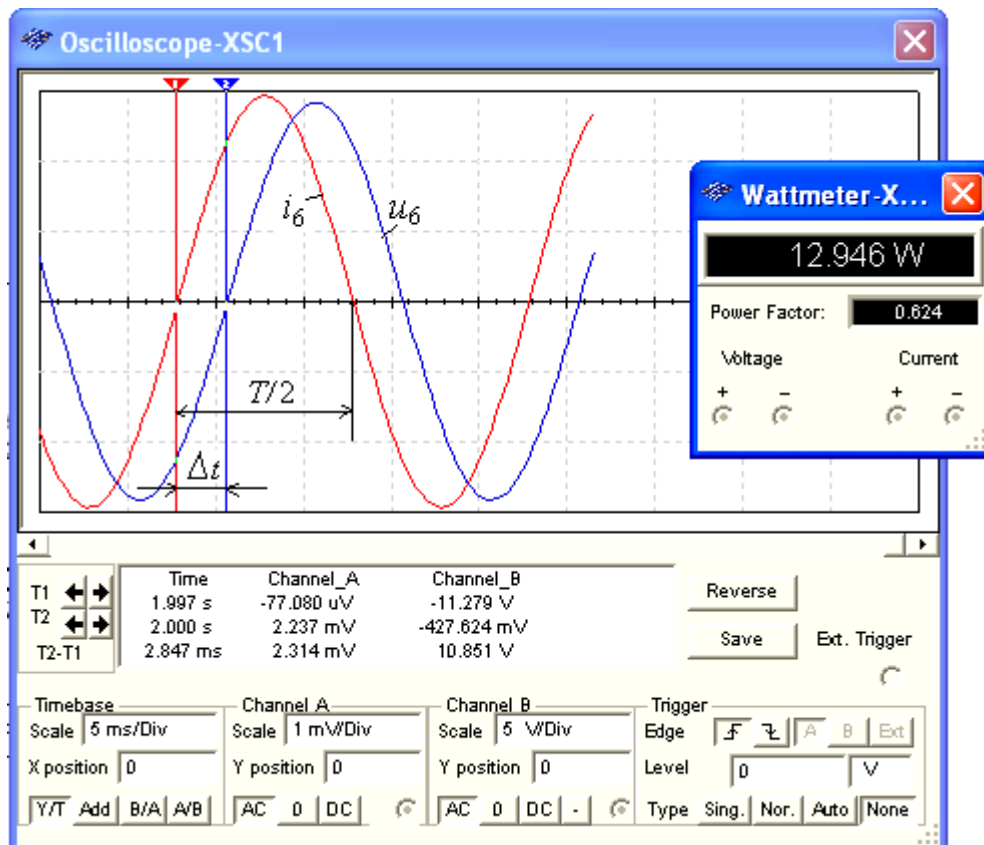 Oscilloscope-XSC1
1 2
i6 u6
T/2
Δt
Wattmeter-X...
12.946 W
Power Factor: 0.624
Voltage Current
+ − + −
Time Channel_A Channel_B
T1 1.997 s -77.080 uV -11.279 V
T2 2.000 s 2.237 mV -427.624 mV
T2-T1 2.847 ms 2.314 mV 10.851 V
Reverse
Save Ext. Trigger
Timebase Channel A Channel B Trigger
Scale 5 ms/Div Scale 1 mV/Div Scale 5 V/Div Edge A B Ext
X position 0 Y position 0 Y position 0 Level 0 V
Y/T Add B/A A/B AC 0 DC AC 0 DC - Type Sing. Nor. Auto None